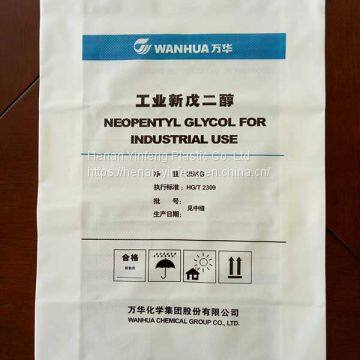 WANHUA 万华
工业新戊二醇
NEOPENTYL GLYCOL FOR
INDUSTRIAL USE
Henan Yinfeng Plastic Co., Ltd
https://henanyinfeng.en.china.cn/
净 重: 25KG
执行标准: HG/T 2309
批 号:
生产日期: 见中缝
合格
万华化学集团股份有限公司
WANHUA CHEMICAL GROUP CO., LTD.